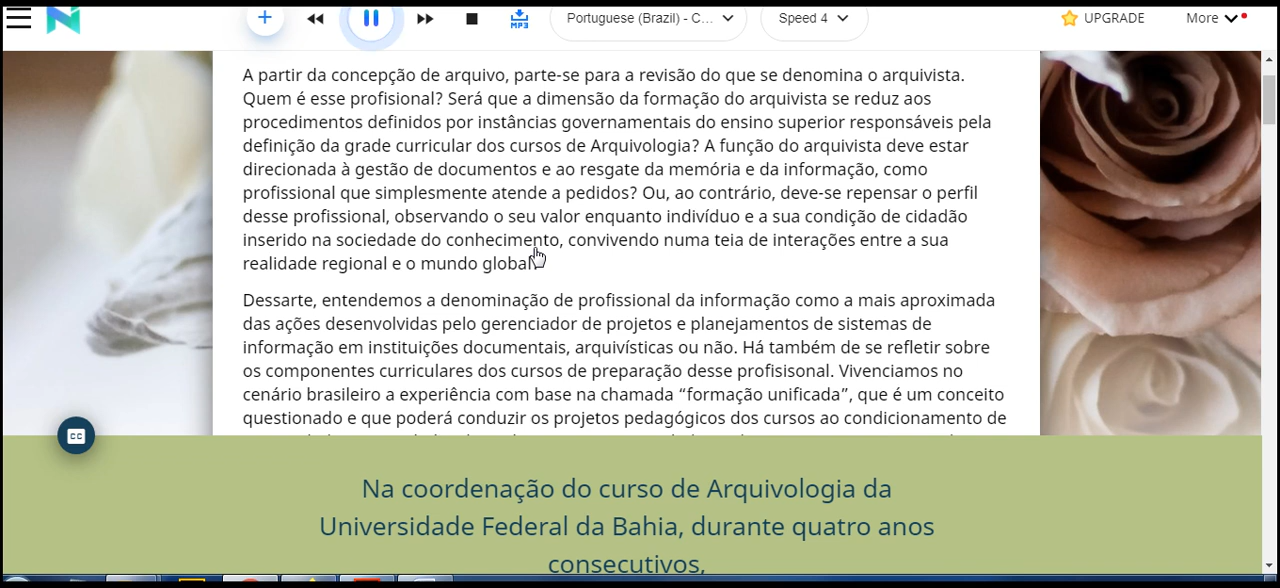 MP3
Portuguese (Brazil) - C...
Speed 4
UPGRADE
More
A partir da concepção de arquivo, parte-se para a revisão do que se denomina o arquivista.
Quem é esse profisional? Será que a dimensão da formação do arquivista se reduz aos
procedimentos definidos por instâncias governamentais do ensino superior responsáveis pela
definição da grade curricular dos cursos de Arquivologia? A função do arquivista deve estar
direcionada à gestão de documentos e ao resgate da memória e da informação, como
profissional que simplesmente atende a pedidos? Ou, ao contrário, deve-se repensar o perfil
desse profissional, observando o seu valor enquanto indivíduo e a sua condição de cidadão
inserido na sociedade do conhecimento, convivendo numa teia de interações entre a sua
realidade regional e o mundo global.
Dessarte, entendemos a denominação de profissional da informação como a mais aproximada
das ações desenvolvidas pelo gerenciador de projetos e planejamentos de sistemas de
informação em instituições documentais, arquivísticas ou não. Há também de se refletir sobre
os componentes curriculares dos cursos de preparação desse profisisonal. Vivenciamos no
cenário brasileiro a experiência com base na chamada “formação unificada”, que é um conceito
questionado e que poderá conduzir os projetos pedagógicos dos cursos ao condicionamento de
CC
Na coordenação do curso de Arquivologia da
Universidade Federal da Bahia, durante quatro anos
consecutivos,